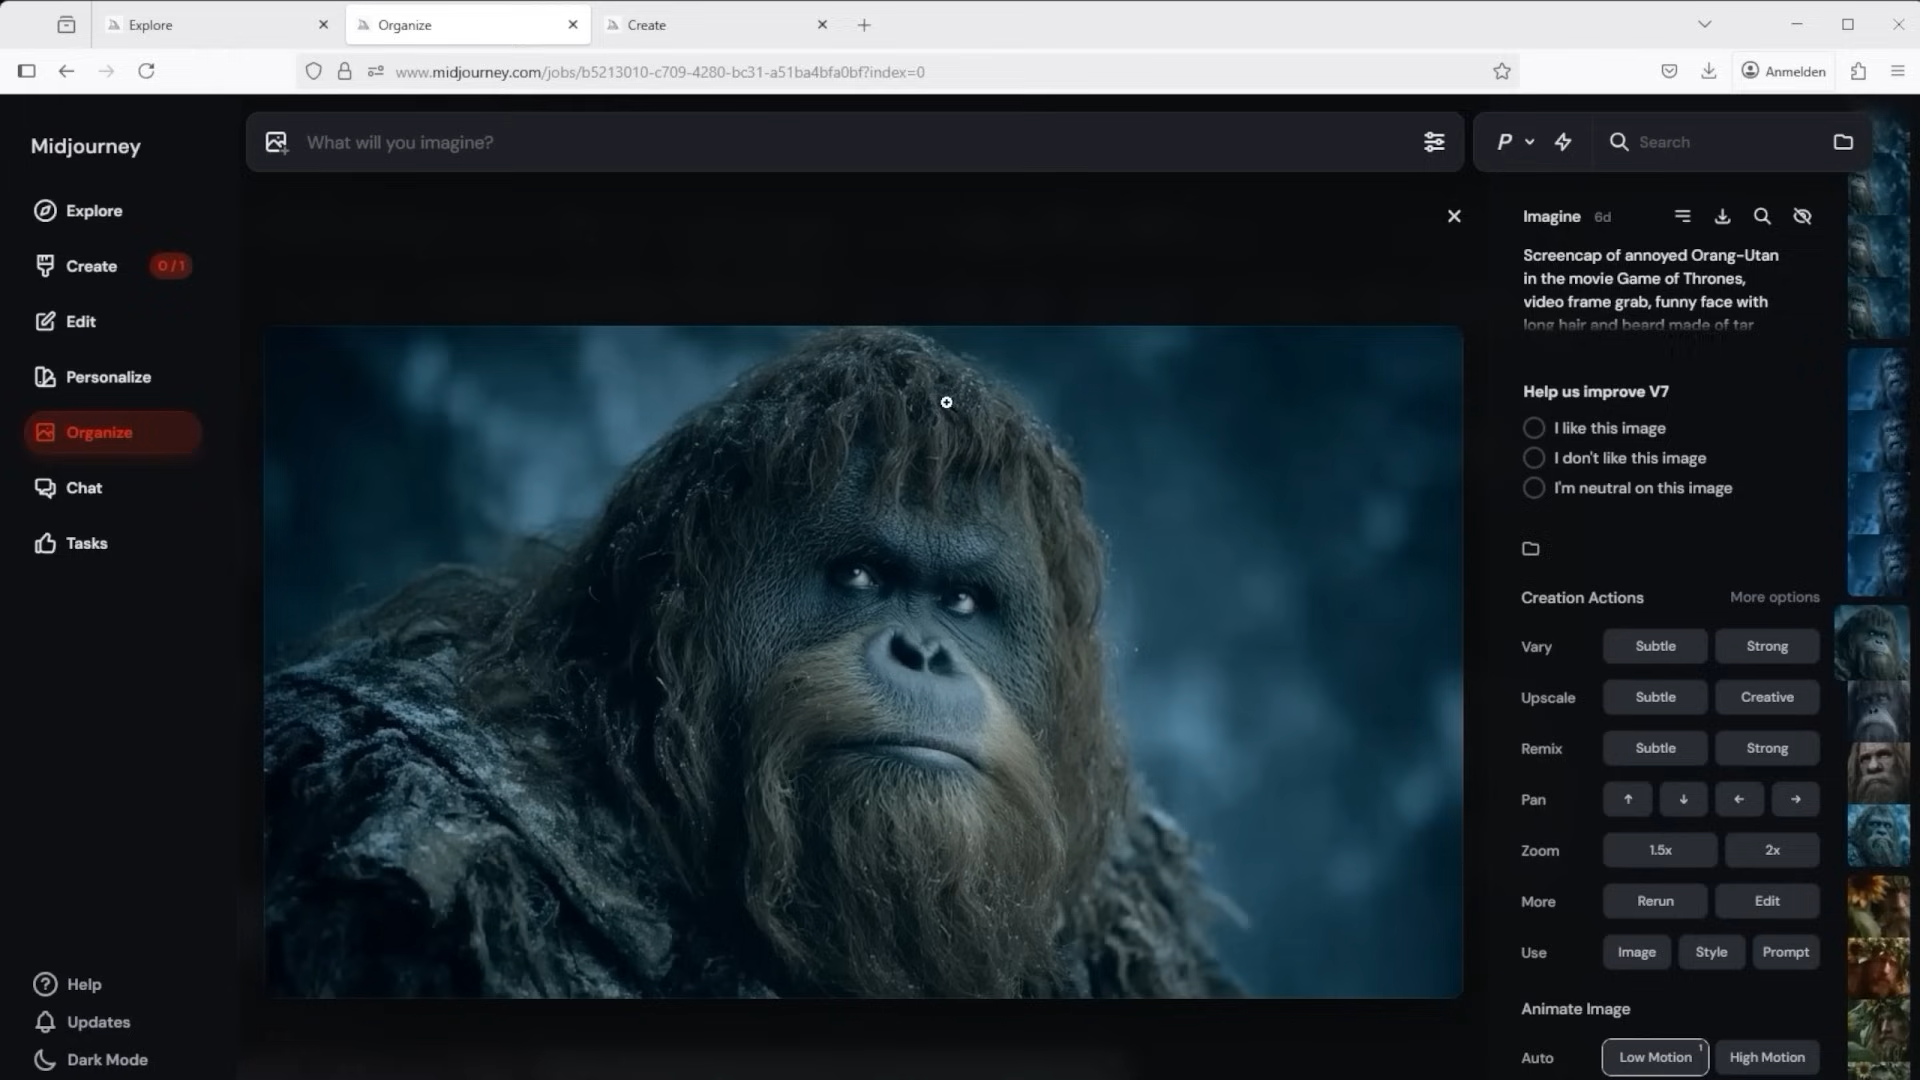 Explore
Organize
Create
www.midjourney.com/jobs/b5213010-c709-4280-bc31-a51ba4bfa0bf?index=0
Anmelden
Midjourney
What will you imagine?
P
Search
Explore
Create
0 / 1
Edit
Personalize
Organize
Chat
Tasks
Help
Updates
Dark Mode
Imagine 6d
Screencap of annoyed Orang-Utan
in the movie Game of Thrones,
video frame grab, funny face with
long hair and beard made of tar
Help us improve V7
I like this image
I don't like this image
I'm neutral on this image
Creation Actions More options
Vary Subtle Strong
Upscale Subtle Creative
Remix Subtle Strong
Pan
Zoom 1.5x 2x
More Rerun Edit
Use Image Style Prompt
Animate Image
Auto Low Motion 1 High Motion